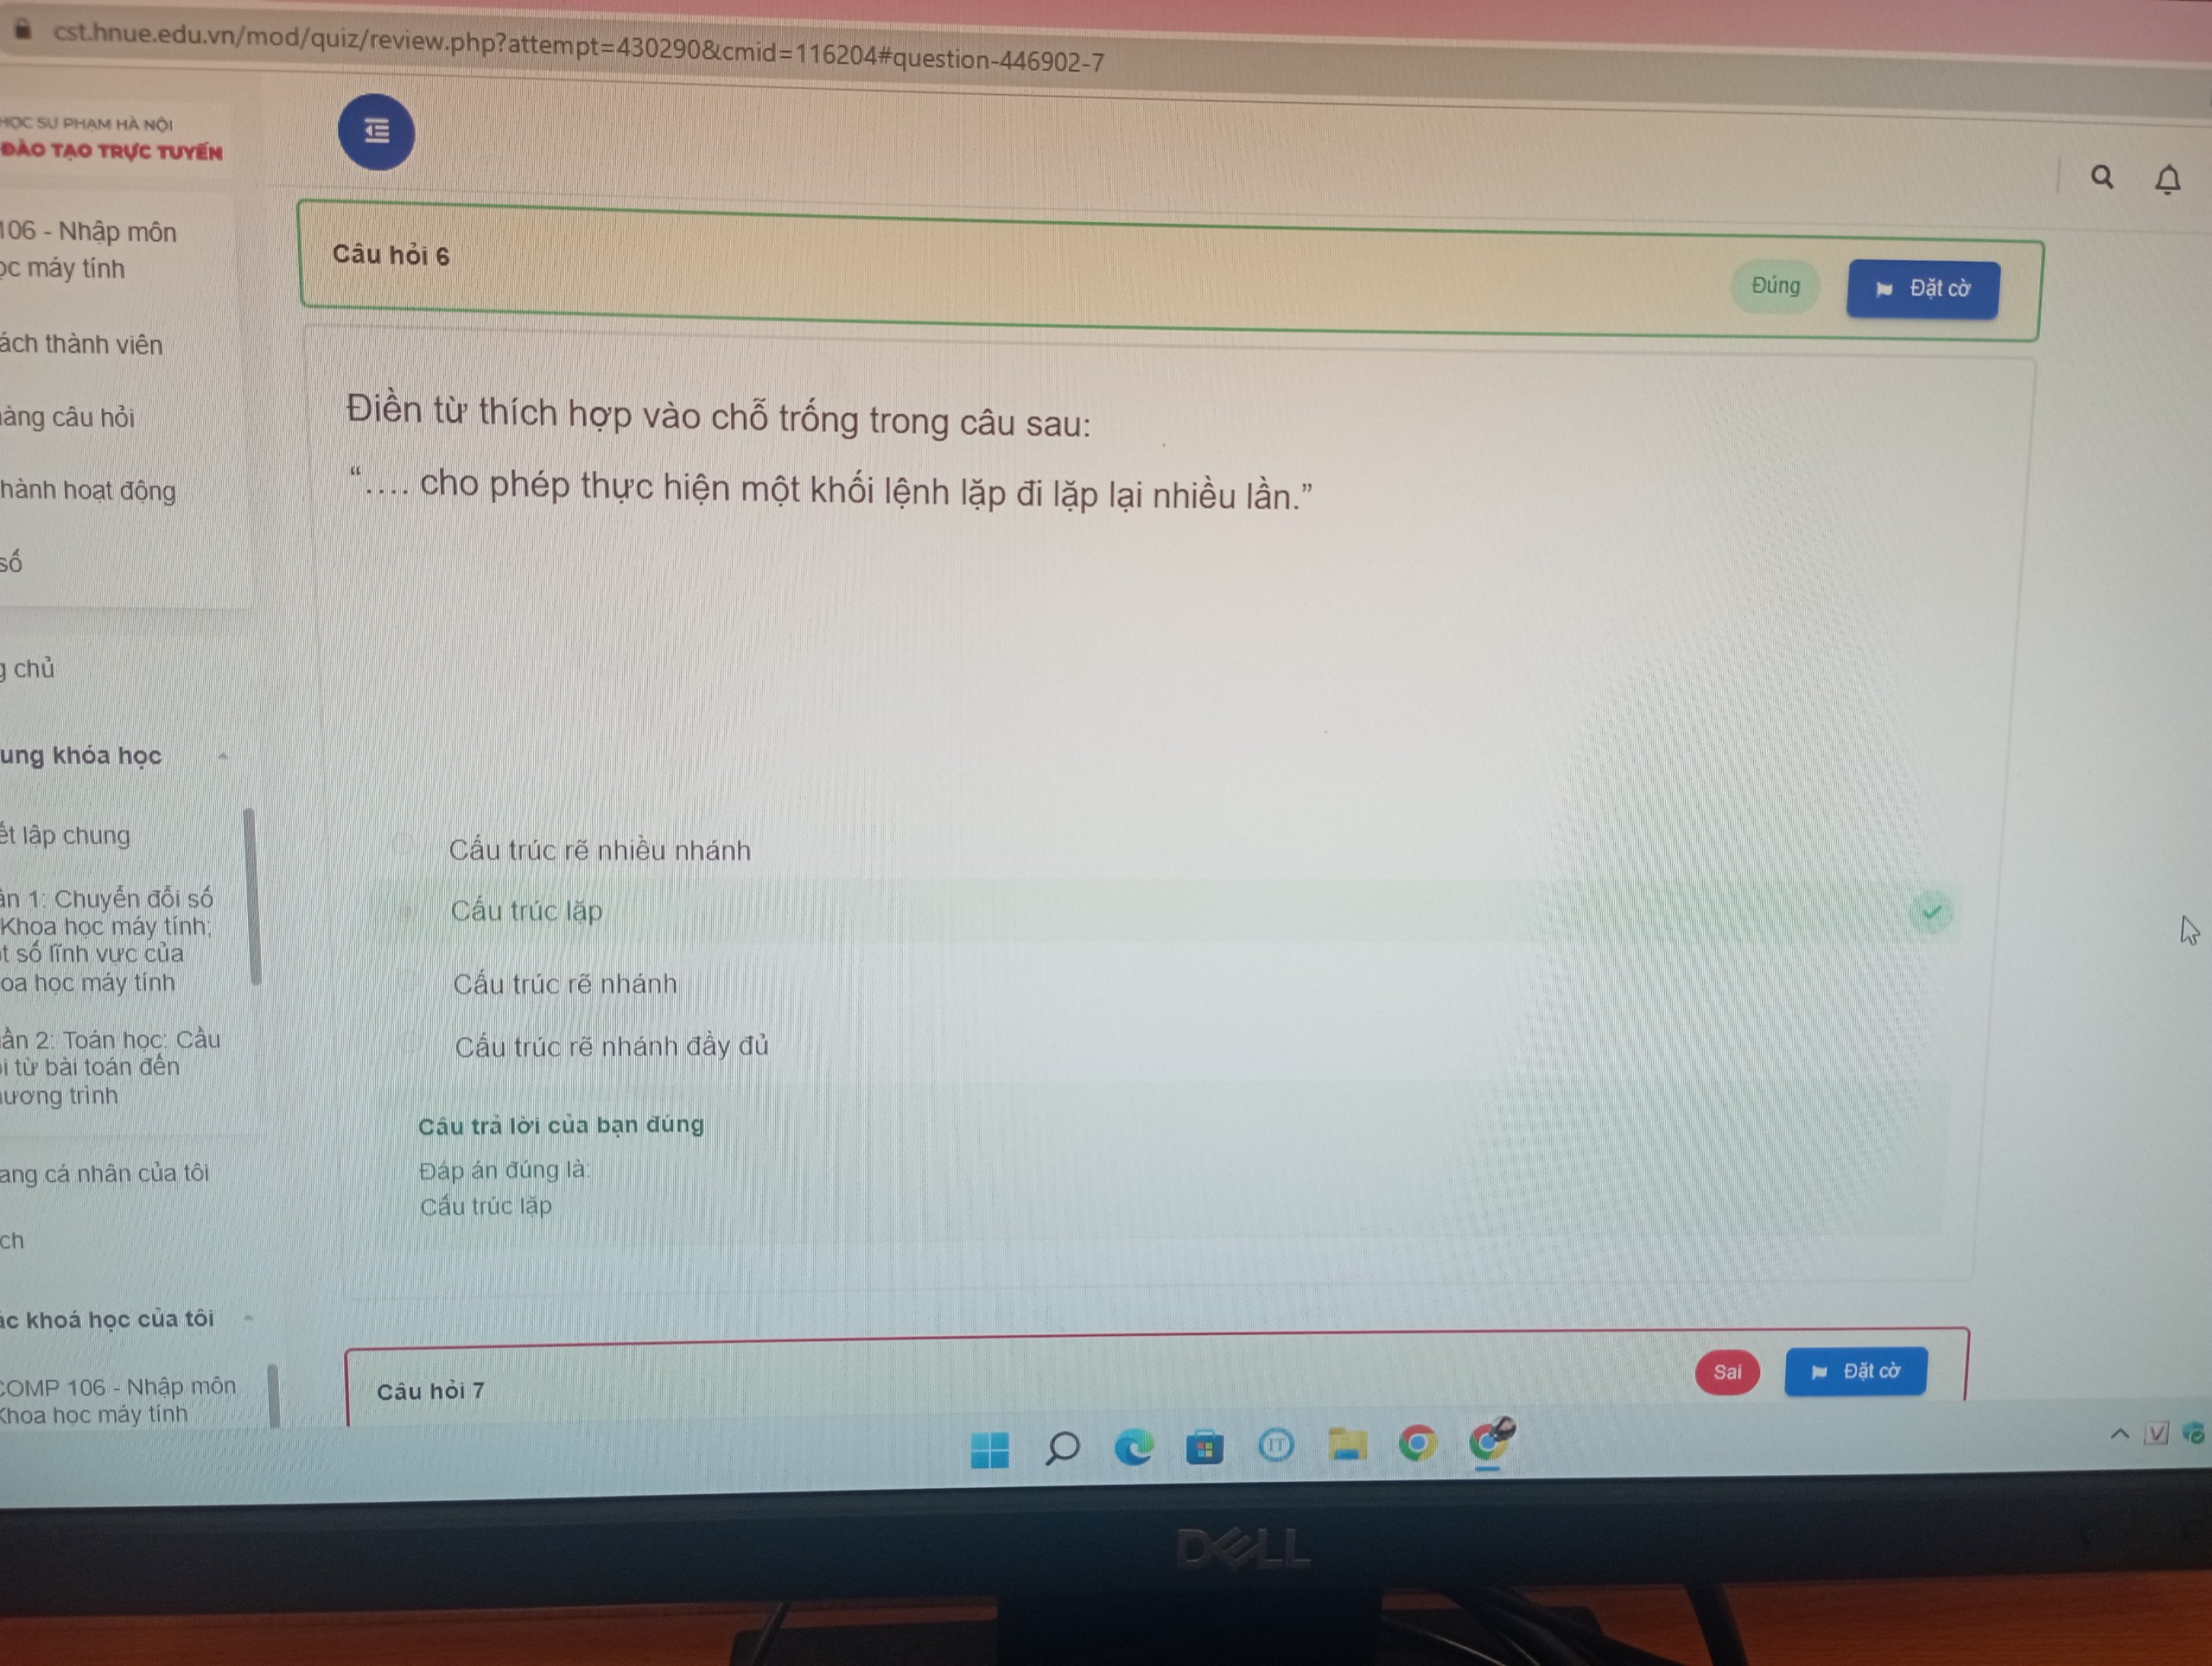 cst.hnue.edu.vn/mod/quiz/review.php?attempt=430290&cmid=116204#question-446902-7
HỌC SƯ PHẠM HÀ NỘI
ĐÀO TẠO TRỰC TUYẾN
106 - Nhập môn
ọc máy tính
ách thành viên
àng câu hỏi
hành hoạt động
số
g chủ
ung khóa học
ết lập chung
ần 1: Chuyển đổi số
Khoa học máy tính;
t số lĩnh vực của
oa học máy tính
ần 2: Toán học: Cầu
i từ bài toán đến
ương trình
ang cá nhân của tôi
ch
ác khoá học của tôi
COMP 106 - Nhập môn
Khoa học máy tính
Câu hỏi 6
Đúng
Đặt cờ
Điền từ thích hợp vào chỗ trống trong câu sau:
“.... cho phép thực hiện một khối lệnh lặp đi lặp lại nhiều lần.”
Cấu trúc rẽ nhiều nhánh
Cấu trúc lặp
Cấu trúc rẽ nhánh
Cấu trúc rẽ nhánh đầy đủ
Câu trả lời của bạn đúng
Đáp án đúng là:
Cấu trúc lặp
Câu hỏi 7
Sai
Đặt cờ
IT
V
DELL